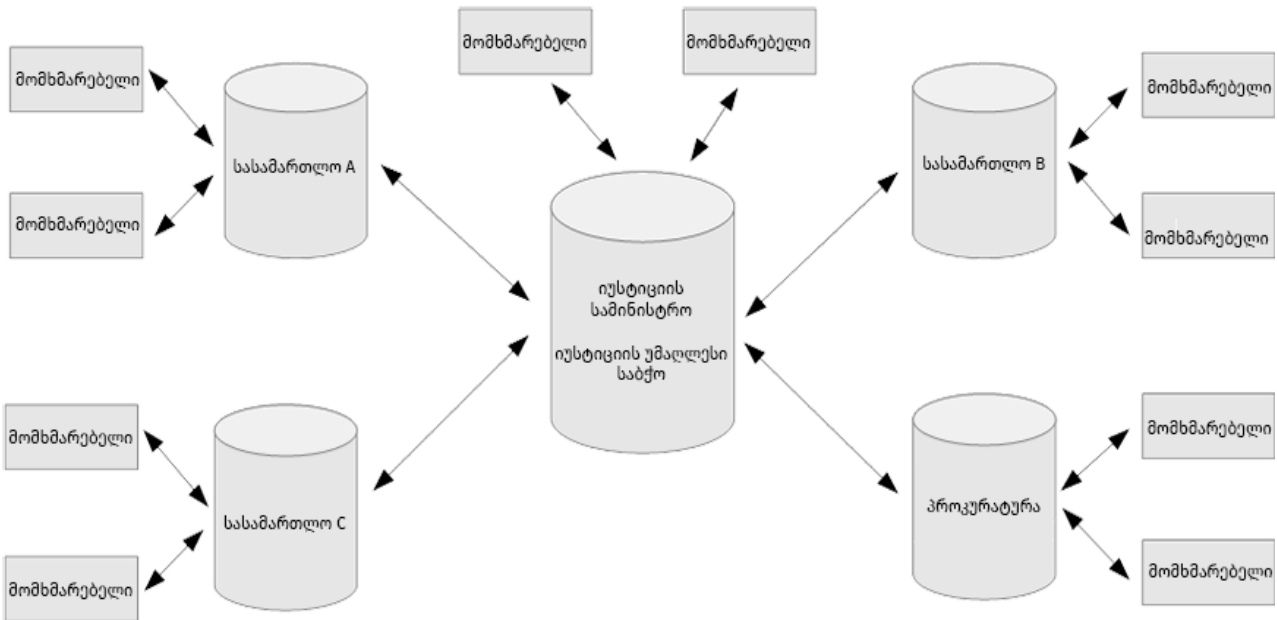 მომხმარებელი
მომხმარებელი
მომხმარებელი
მომხმარებელი
სასამართლო A
სასამართლო B
მომხმარებელი
მომხმარებელი
იუსტიციის
სამინისტრო
იუსტიციის უმაღლესი
საბჭო
მომხმარებელი
მომხმარებელი
სასამართლო C
პროკურატურა
მომხმარებელი
მომხმარებელი